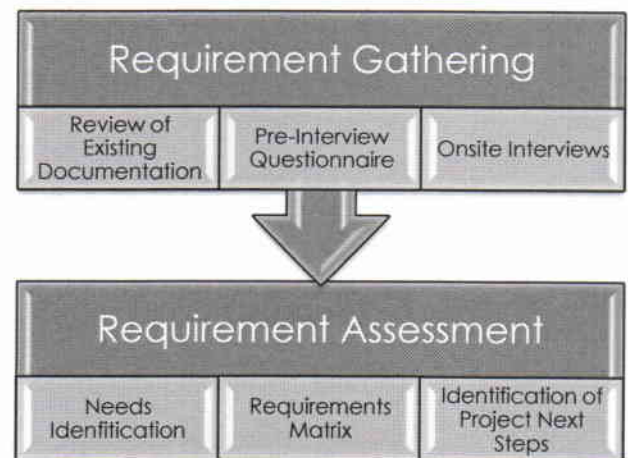 Requirement Gathering
Review of
Existing
Documentation
Pre-Interview
Questionnaire
Onsite Interviews
Requirement Assessment
Needs
Identification
Requirements
Matrix
Identification of
Project Next
Steps